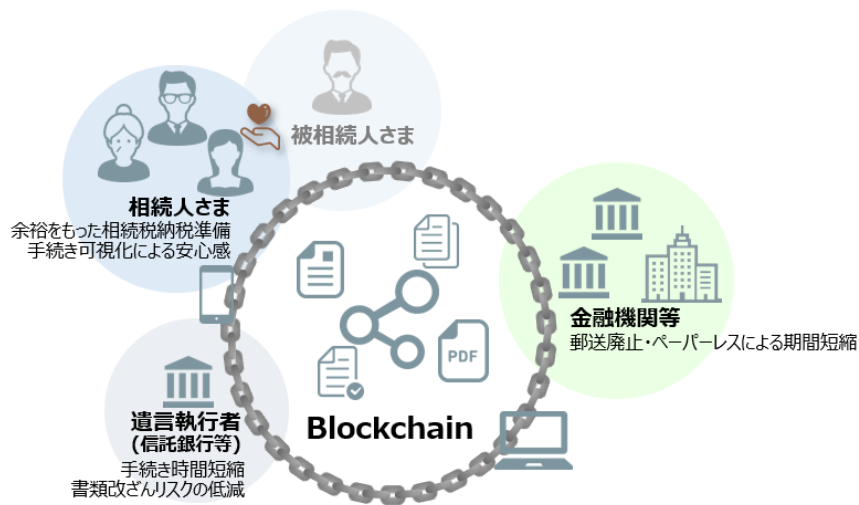 被相続人さま
相続人さま
余裕をもった相続税納税準備
手続き可視化による安心感
金融機関等
郵送廃止・ペーパーレスによる期間短縮
PDF
Blockchain
遺言執行者
(信託銀行等)
手続き時間短縮
書類改ざんリスクの低減